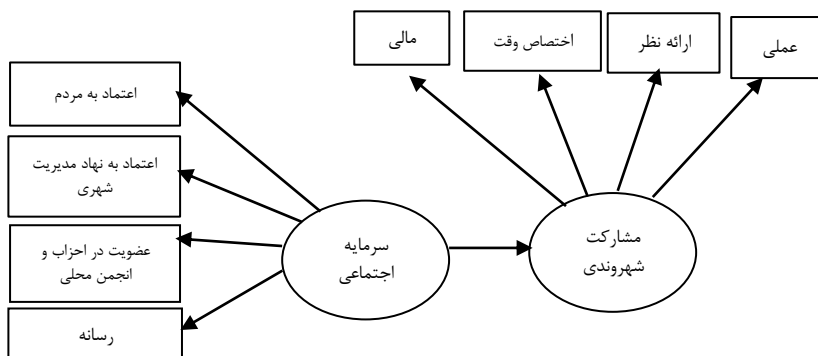 عملی
ارائه نظر
اختصاص وقت
مالی
اعتماد به مردم
اعتماد به نهاد مدیریت
شهری
عضویت در احزاب و
انجمن محلی
رسانه
سرمایه
اجتماعی
مشارکت
شهروندی